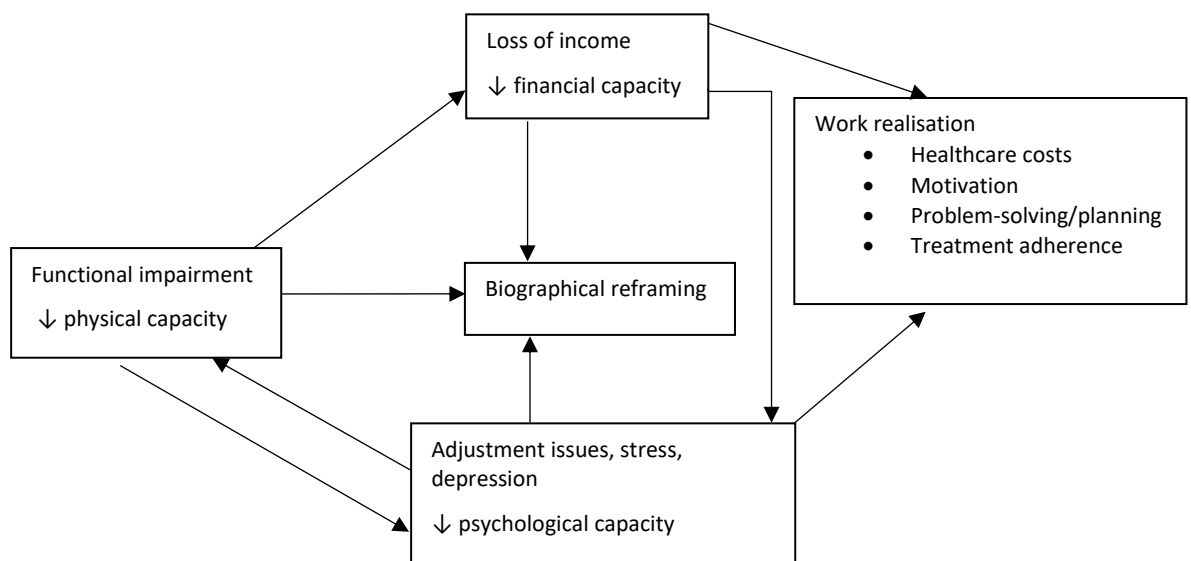 Loss of income
↓ financial capacity
Work realisation
• Healthcare costs
• Motivation
• Problem-solving/planning
• Treatment adherence
Functional impairment
↓ physical capacity
Biographical reframing
Adjustment issues, stress,
depression
↓ psychological capacity